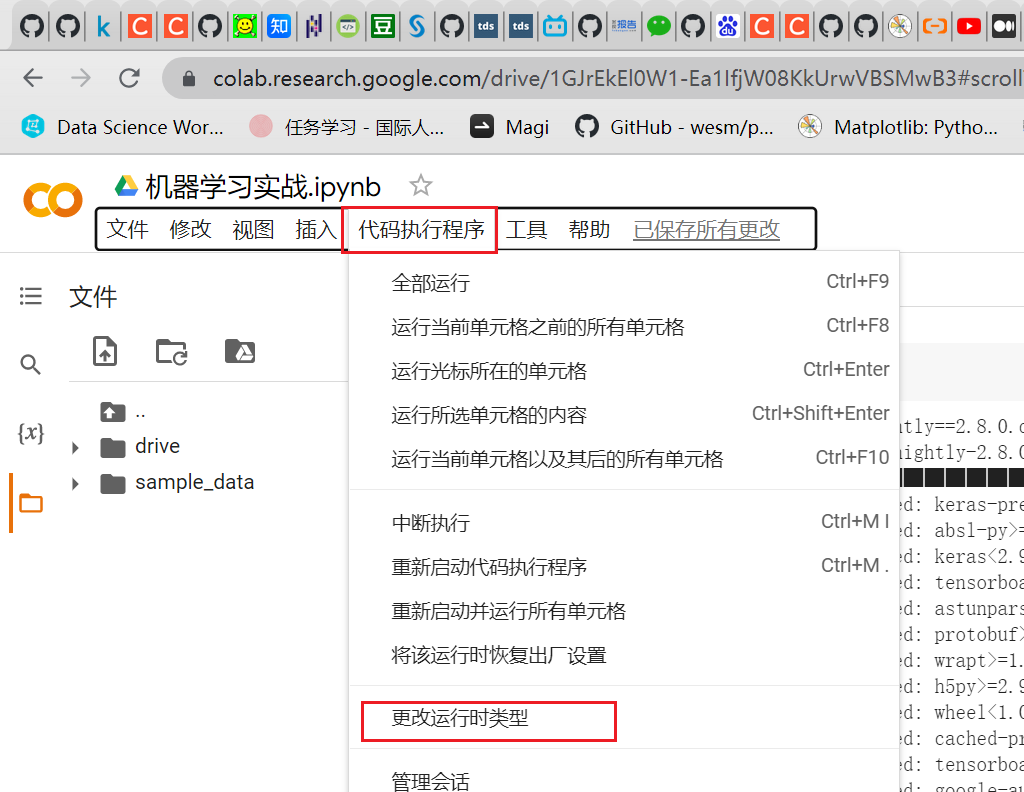 colab.research.google.com/drive/1GJrEkEl0W1-Ea1IfjW08KkUrwVBSMwB3#scroll
Data Science Wor... 任务学习 - 国际人... Magi GitHub - wesm/p... Matplotlib: Pytho...
机器学习实战.ipynb
文件 修改 视图 插入 代码执行程序 工具 帮助 已保存所有更改
文件
..
drive
sample_data
全部运行 Ctrl+F9
运行当前单元格之前的所有单元格 Ctrl+F8
运行光标所在的单元格 Ctrl+Enter
运行所选单元格的内容 Ctrl+Shift+Enter
运行当前单元格以及其后的所有单元格 Ctrl+F10
中断执行 Ctrl+M I
重新启动代码执行程序 Ctrl+M .
重新启动并运行所有单元格
将该运行时恢复出厂设置
更改运行时类型
管理会话
ntly==2.8.0.
nightly-2.8.0
ed: keras-pre
ed: absl-py>=
ed: keras<2.9
ed: tensorboa
ed: astunpars
ed: protobuf>
ed: wrapt>=1.
ed: h5py>=2.9
ed: wheel<1.0
ed: cached-pr
ed: tensorboa
ed: google-au